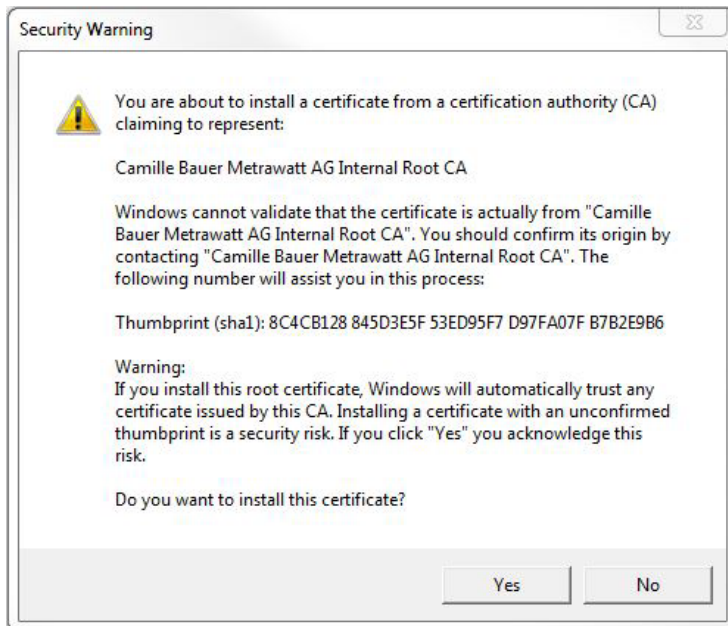 Security Warning
You are about to install a certificate from a certification authority (CA)
claiming to represent:
Camille Bauer Metrawatt AG Internal Root CA
Windows cannot validate that the certificate is actually from "Camille
Bauer Metrawatt AG Internal Root CA". You should confirm its origin by
contacting "Camille Bauer Metrawatt AG Internal Root CA". The
following number will assist you in this process:
Thumbprint (sha1): 8C4CB128 845D3E5F 53ED95F7 D97FA07F B7B2E9B6
Warning:
If you install this root certificate, Windows will automatically trust any
certificate issued by this CA. Installing a certificate with an unconfirmed
thumbprint is a security risk. If you click "Yes" you acknowledge this
risk.
Do you want to install this certificate?
Yes No